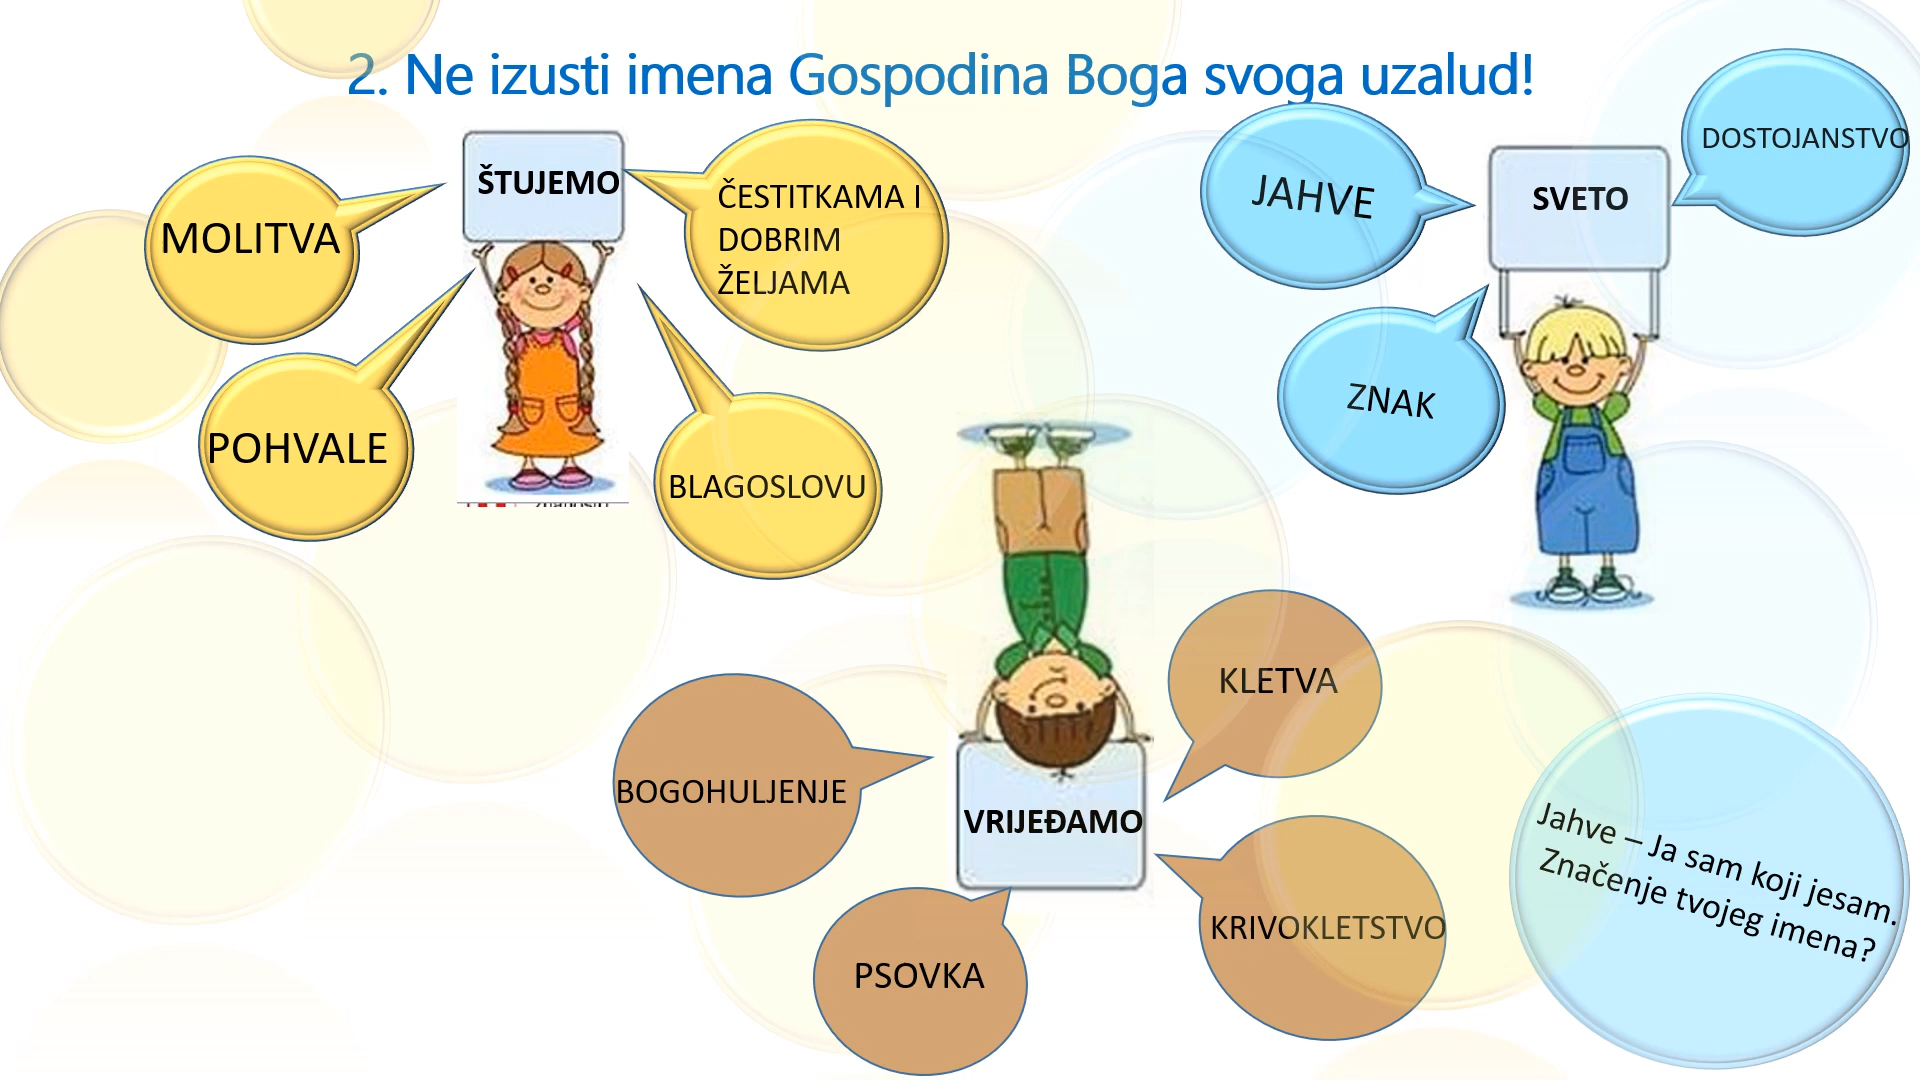 2. Ne izusti imena Gospodina Boga svoga uzalud!
ŠTUJEMO
MOLITVA
ČESTITKAMA I
DOBRIM
ŽELJAMA
POHVALE
BLAGOSLOVU
SVETO
JAHVE
DOSTOJANSTVO
ZNAK
VRIJEĐAMO
BOGOHULJENJE
KLETVA
PSOVKA
KRIVOKLETSTVO
Jahve – Ja sam koji jesam.
Značenje tvojeg imena?